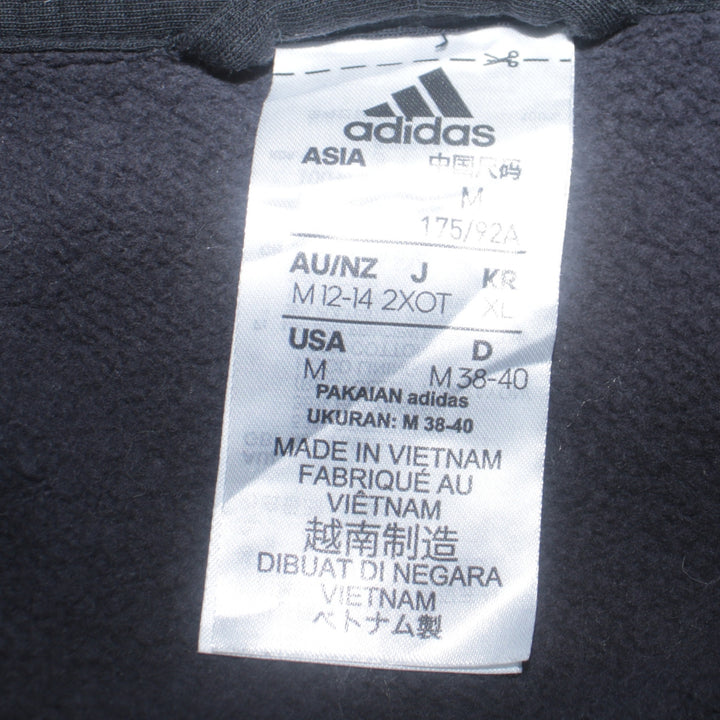 adidas
ASIA 中国尺码
M
175/92A
AU/NZ J KR
M 12-14 2XOT XL
USA D
M M 38-40
PAKAIAN adidas
UKURAN: M 38-40
MADE IN VIETNAM
FABRIQUÉ AU
VIÊTNAM
越南制造
DIBUAT DI NEGARA
VIETNAM
ベトナム製